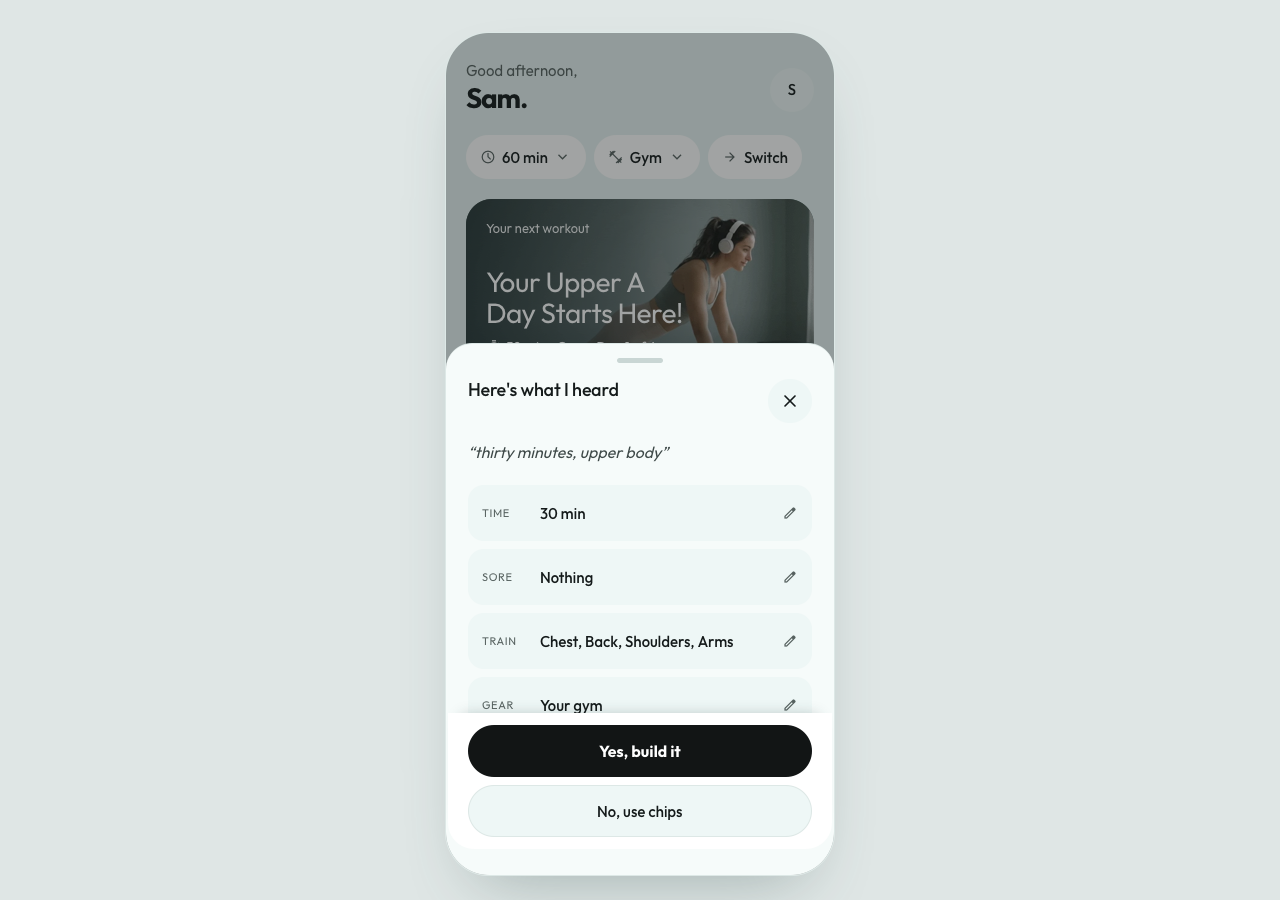 Good afternoon,
Sam.
S
60 min
Gym
Switch
Your next workout
Your Upper A
Day Starts Here!
Here's what I heard
“thirty minutes, upper body”
TIME 30 min
SORE Nothing
TRAIN Chest, Back, Shoulders, Arms
GEAR Your gym
Yes, build it
No, use chips